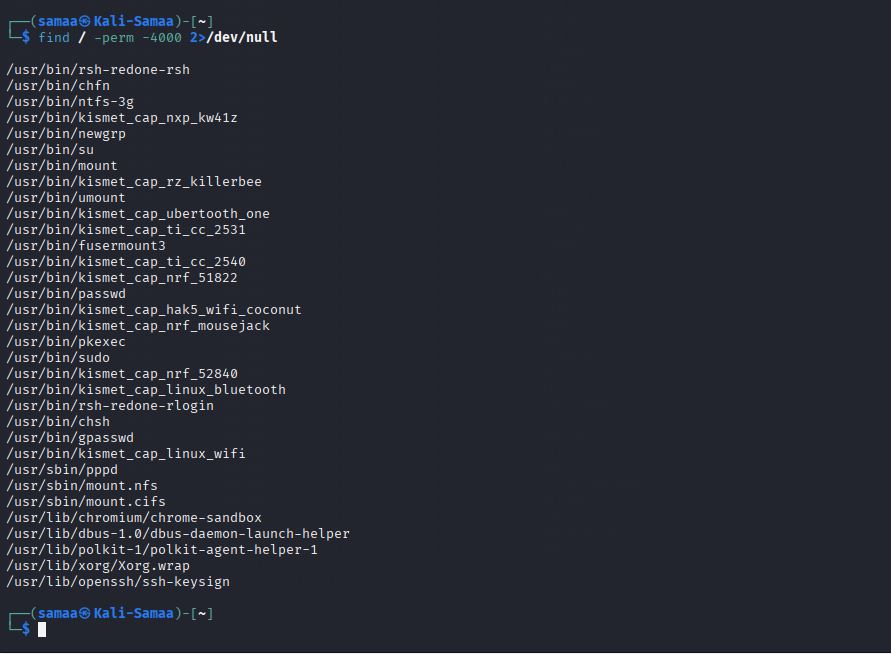 ┌──(samaa㉿Kali-Samaa)-[~]
└─$ find / -perm -4000 2>/dev/null
/usr/bin/rsh-redone-rsh
/usr/bin/chfn
/usr/bin/ntfs-3g
/usr/bin/kismet_cap_nxp_kw41z
/usr/bin/newgrp
/usr/bin/su
/usr/bin/mount
/usr/bin/kismet_cap_rz_killerbee
/usr/bin/umount
/usr/bin/kismet_cap_ubertooth_one
/usr/bin/kismet_cap_ti_cc_2531
/usr/bin/fusermount3
/usr/bin/kismet_cap_ti_cc_2540
/usr/bin/kismet_cap_nrf_51822
/usr/bin/passwd
/usr/bin/kismet_cap_hak5_wifi_coconut
/usr/bin/kismet_cap_nrf_mousejack
/usr/bin/pkexec
/usr/bin/sudo
/usr/bin/kismet_cap_nrf_52840
/usr/bin/kismet_cap_linux_bluetooth
/usr/bin/rsh-redone-rlogin
/usr/bin/chsh
/usr/bin/gpasswd
/usr/bin/kismet_cap_linux_wifi
/usr/sbin/pppd
/usr/sbin/mount.nfs
/usr/sbin/mount.cifs
/usr/lib/chromium/chrome-sandbox
/usr/lib/dbus-1.0/dbus-daemon-launch-helper
/usr/lib/polkit-1/polkit-agent-helper-1
/usr/lib/xorg/Xorg.wrap
/usr/lib/openssh/ssh-keysign
┌──(samaa㉿Kali-Samaa)-[~]
└─$